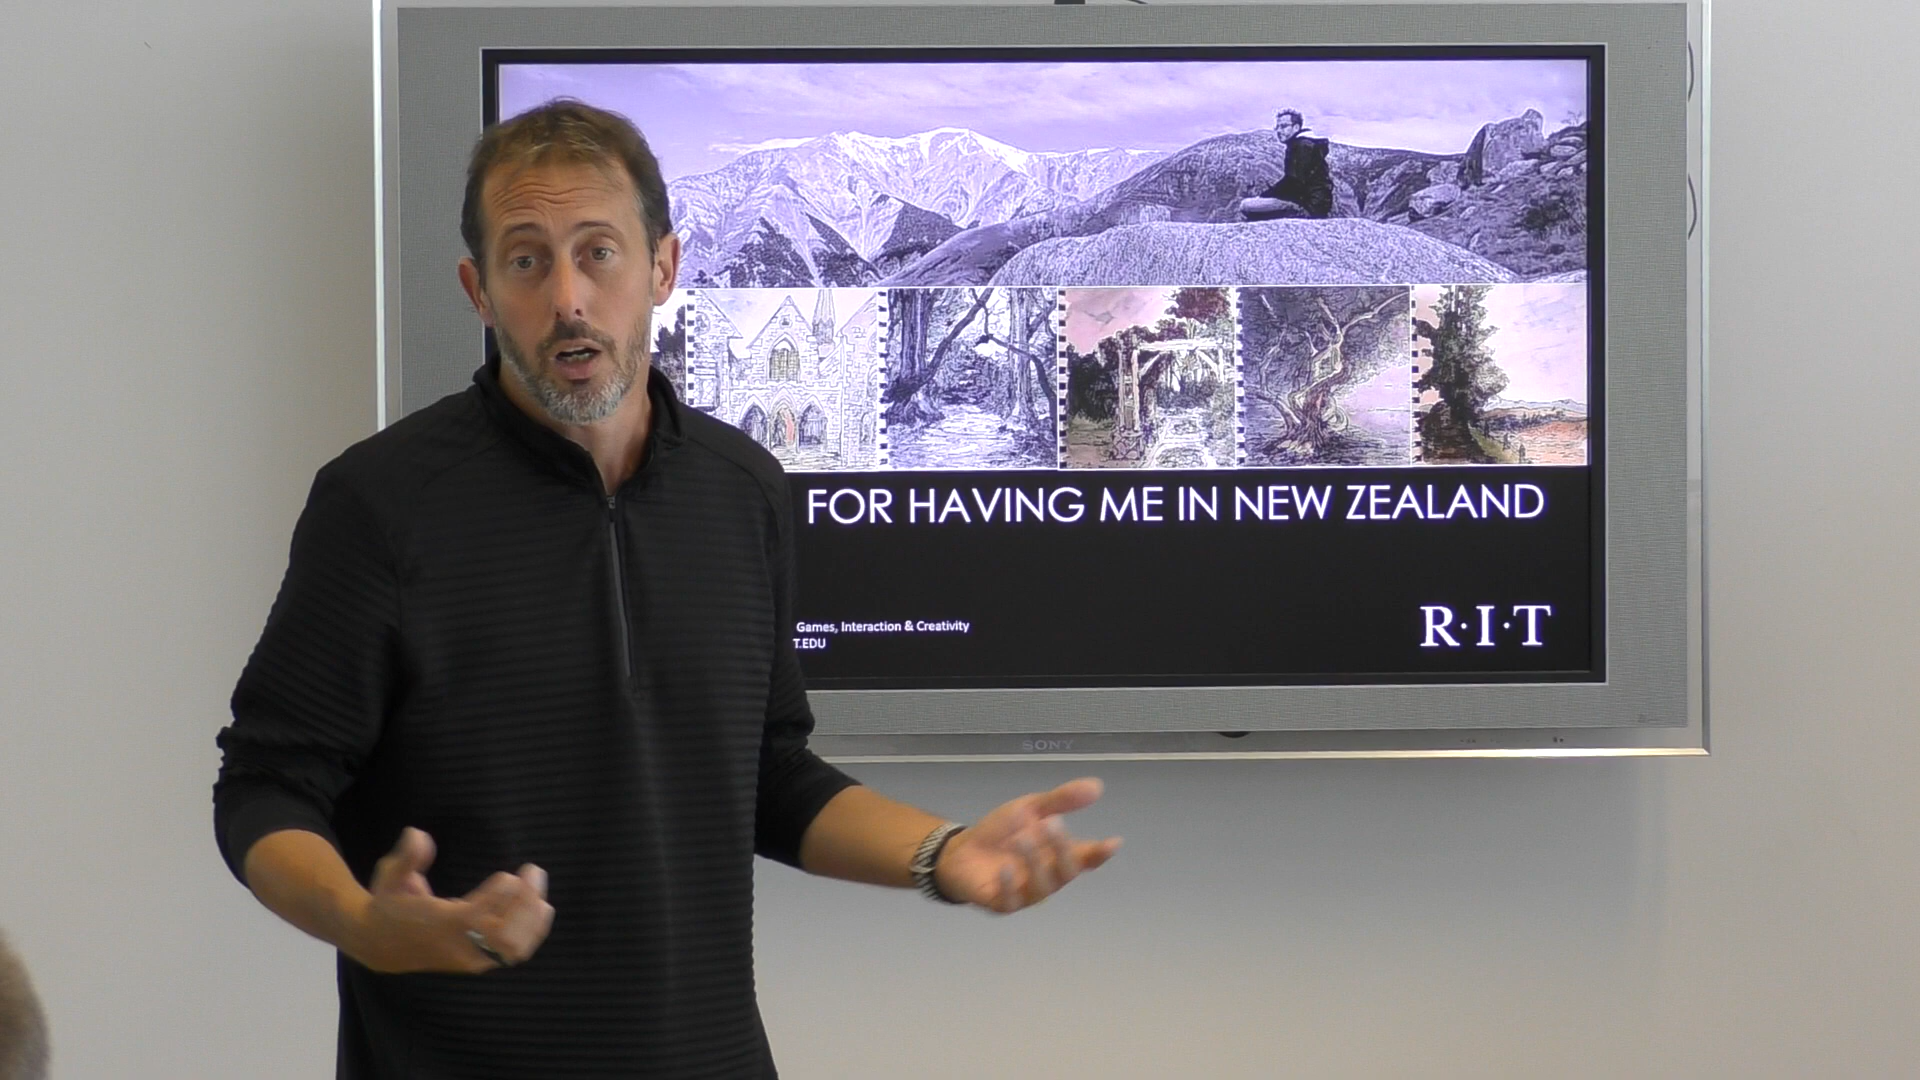 FOR HAVING ME IN NEW ZEALAND
Games, Interaction & Creativity
T.EDU
R·I·T
SONY